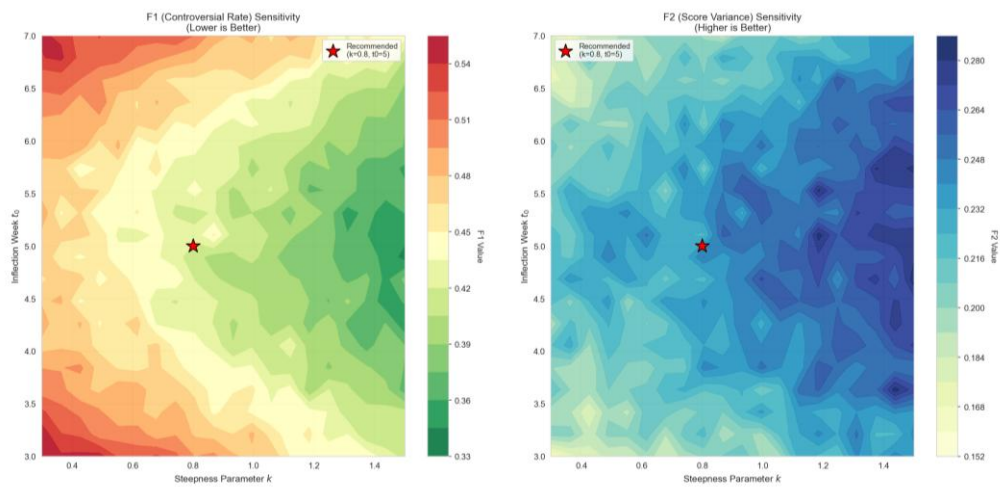 F1 (Controversial Rate) Sensitivity
(Lower is Better)
7.0
6.5
6.0
5.5
5.0
4.5
4.0
3.5
3.0
Inflection Week t₀
0.4 0.6 0.8 1.0 1.2 1.4
Steepness Parameter k
Recommended
(k=0.8, t0=5)
0.54
0.51
0.48
0.45
0.42
0.39
0.36
0.33
F1 Value
F2 (Score Variance) Sensitivity
(Higher is Better)
7.0
6.5
6.0
5.5
5.0
4.5
4.0
3.5
3.0
Inflection Week t₀
0.4 0.6 0.8 1.0 1.2 1.4
Steepness Parameter k
Recommended
(k=0.8, t0=5)
0.280
0.264
0.248
0.232
0.216
0.200
0.184
0.168
0.152
F2 Value